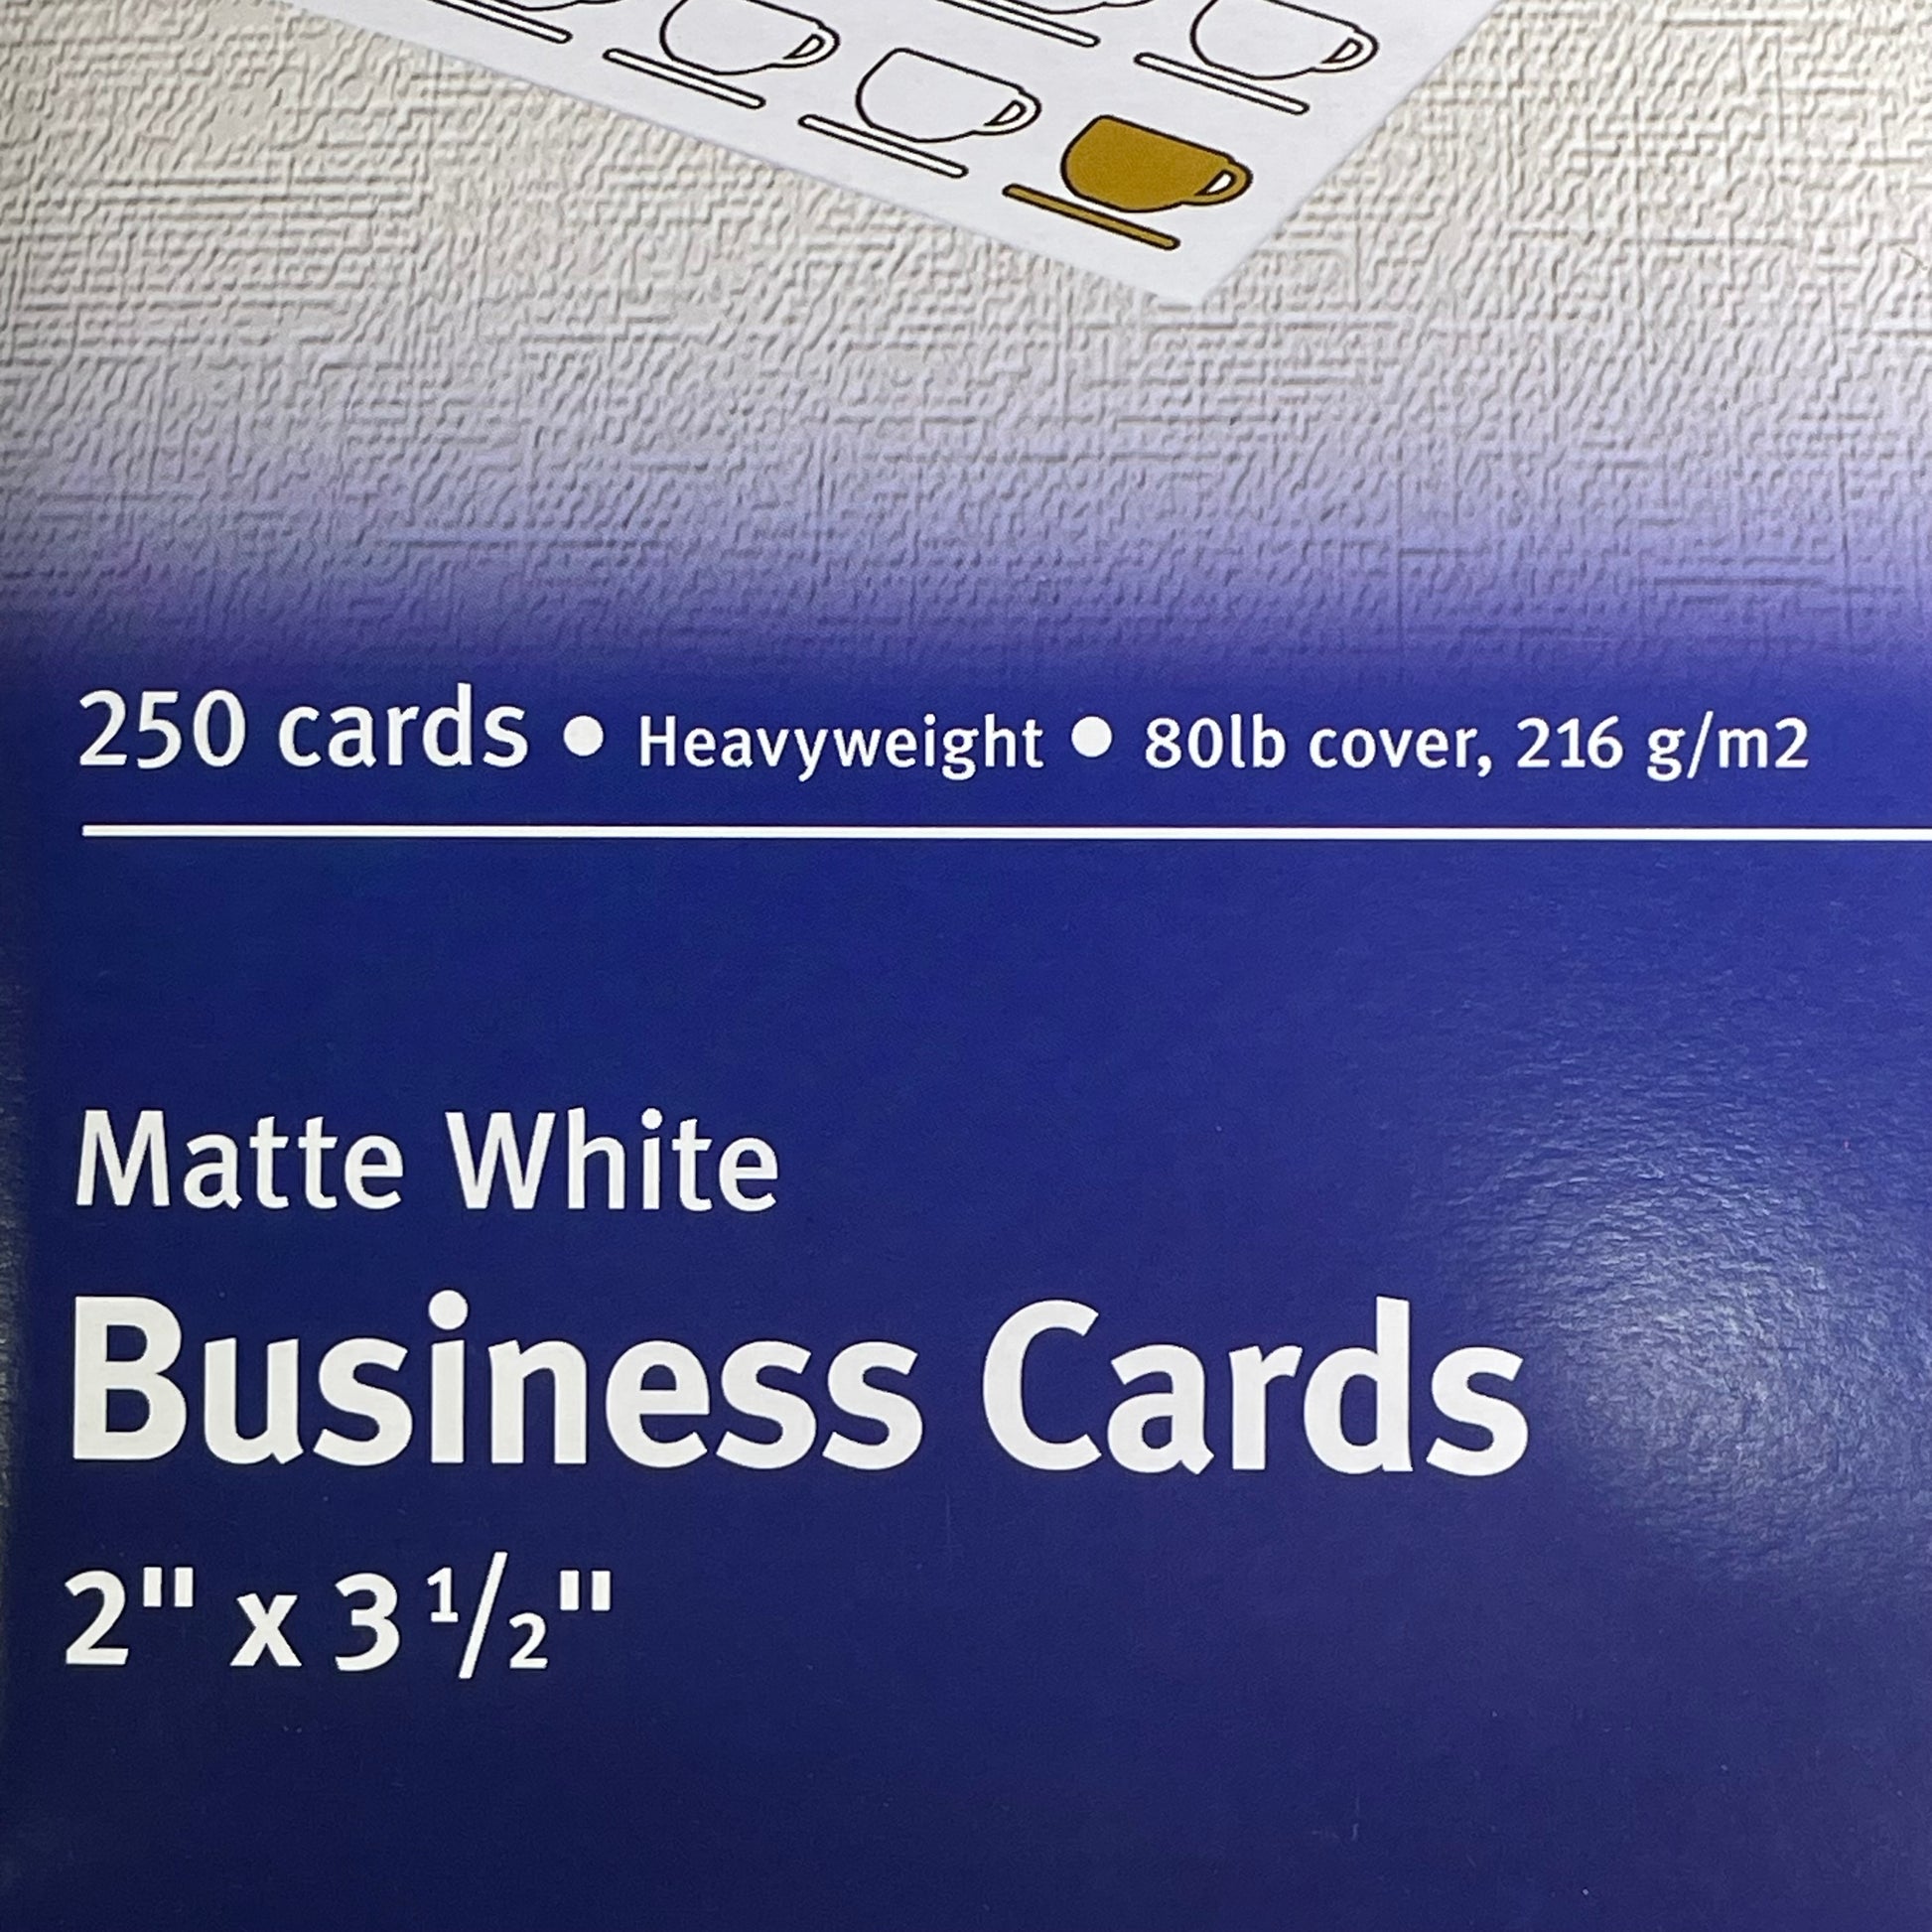 250 cards • Heavyweight • 80lb cover, 216 g/m2
Matte White
Business Cards
2" x 3 1/2"